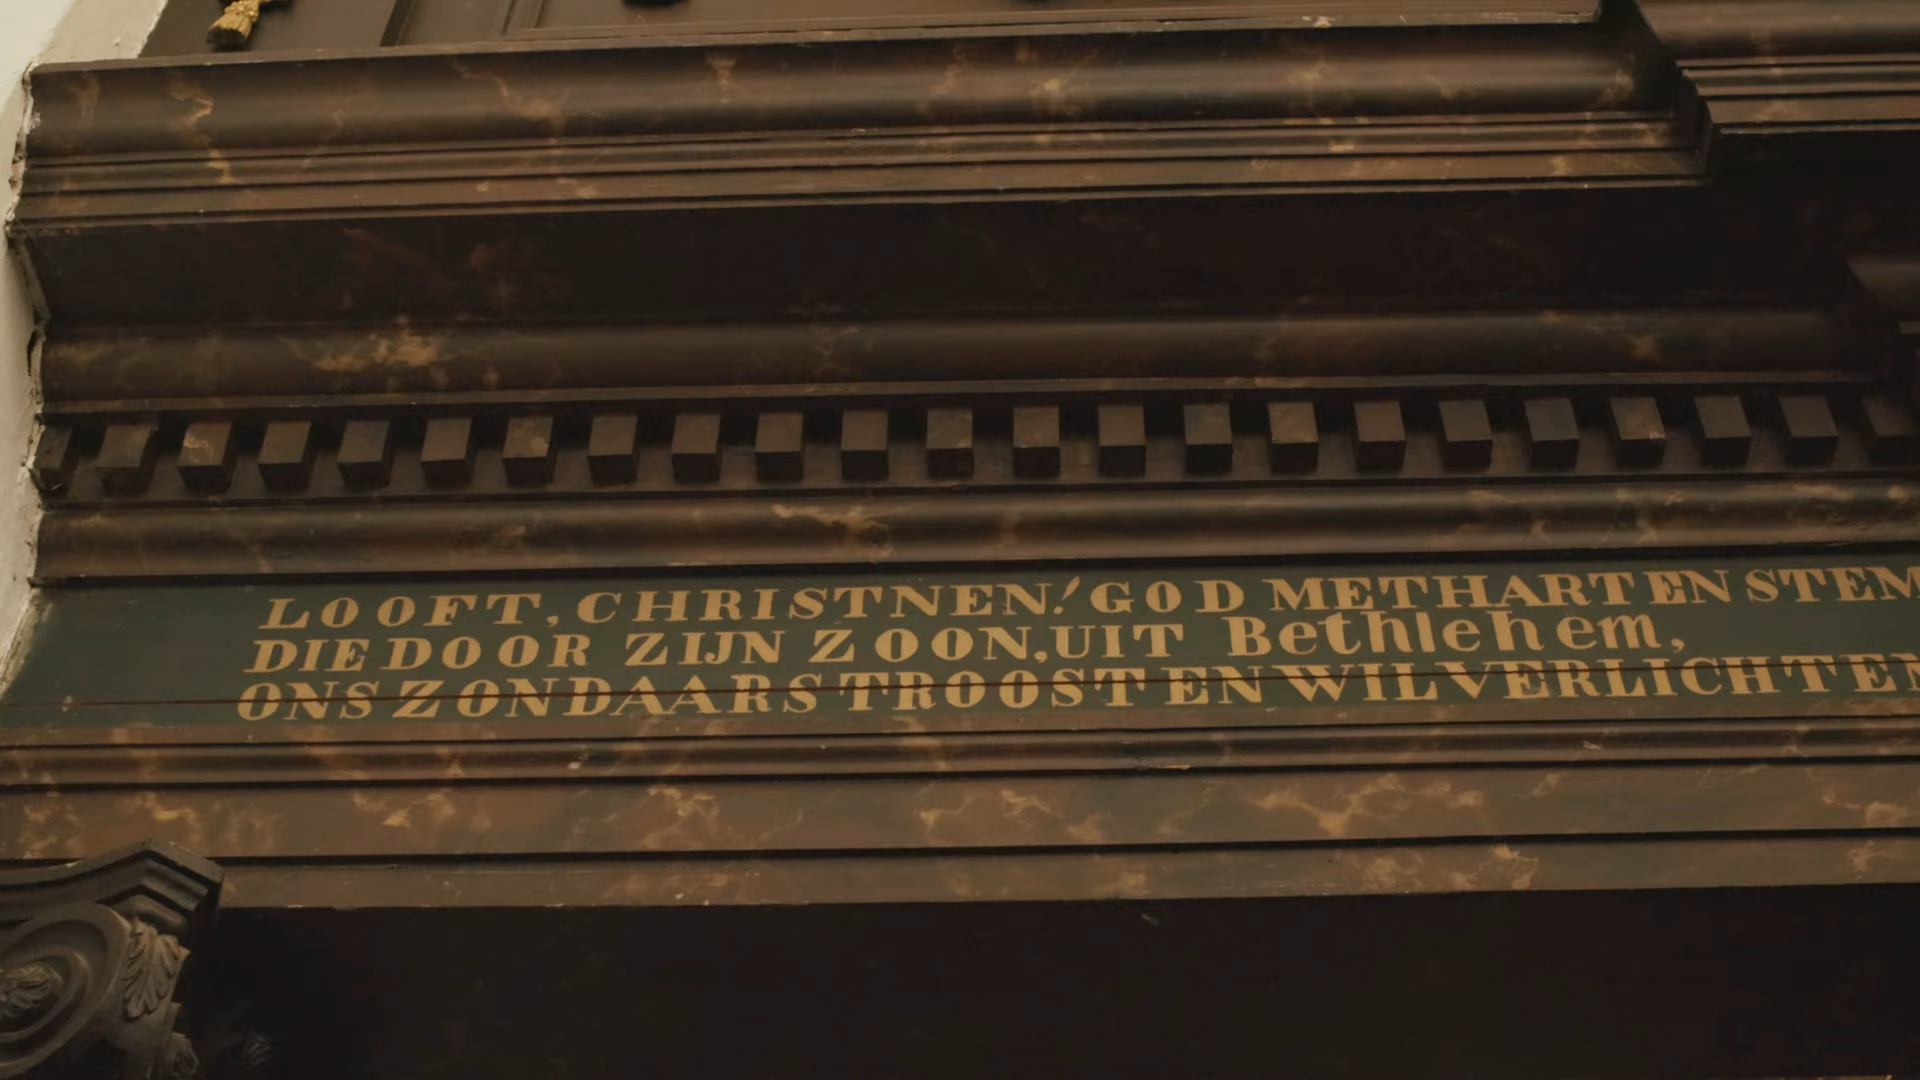 LOOFT, CHRISTNEN! GOD MET HART EN STEM
DIE DOOR ZIJN ZOON, UIT Bethlehem,
ONS ZONDAARS TROOST EN WIL VERLICHTEN